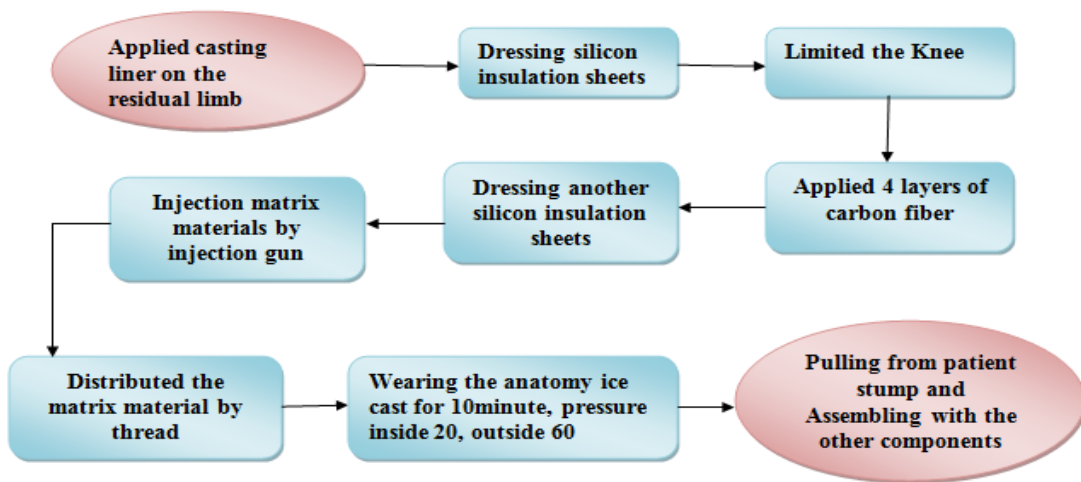 Applied casting
liner on the
residual limb
Dressing silicon
insulation sheets
Limited the Knee
Applied 4 layers of
carbon fiber
Dressing another
silicon insulation
sheets
Injection matrix
materials by
injection gun
Distributed the
matrix material by
thread
Wearing the anatomy ice
cast for 10minute, pressure
inside 20, outside 60
Pulling from patient
stump and
Assembling with the
other components